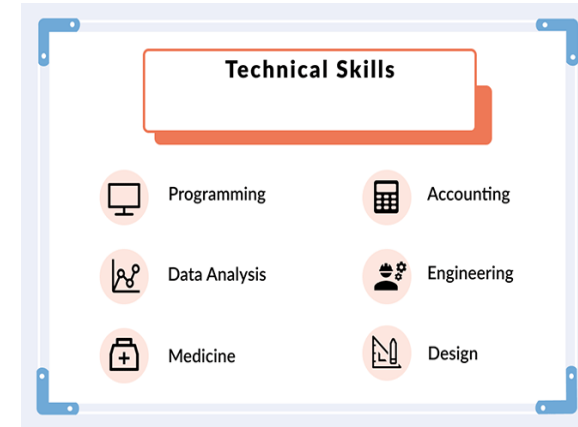 Technical Skills
Programming
Accounting
Data Analysis
Engineering
Medicine
Design